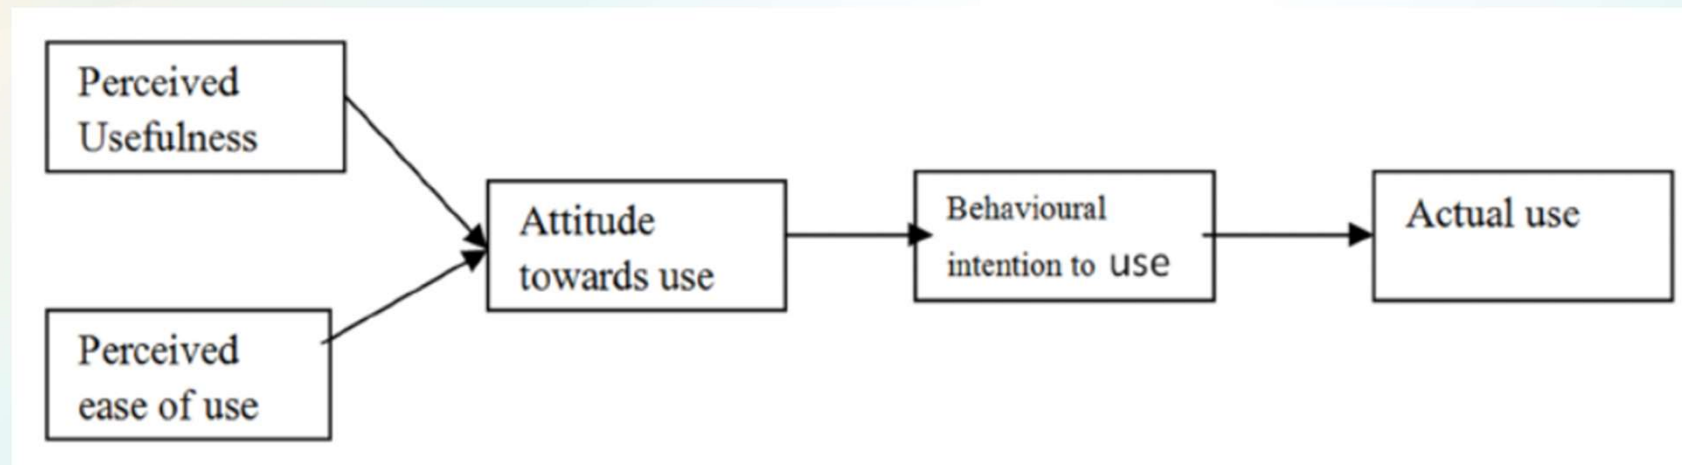 Perceived
Usefulness
Perceived
ease of use
Attitude
towards use
Behavioural
intention to use
Actual use